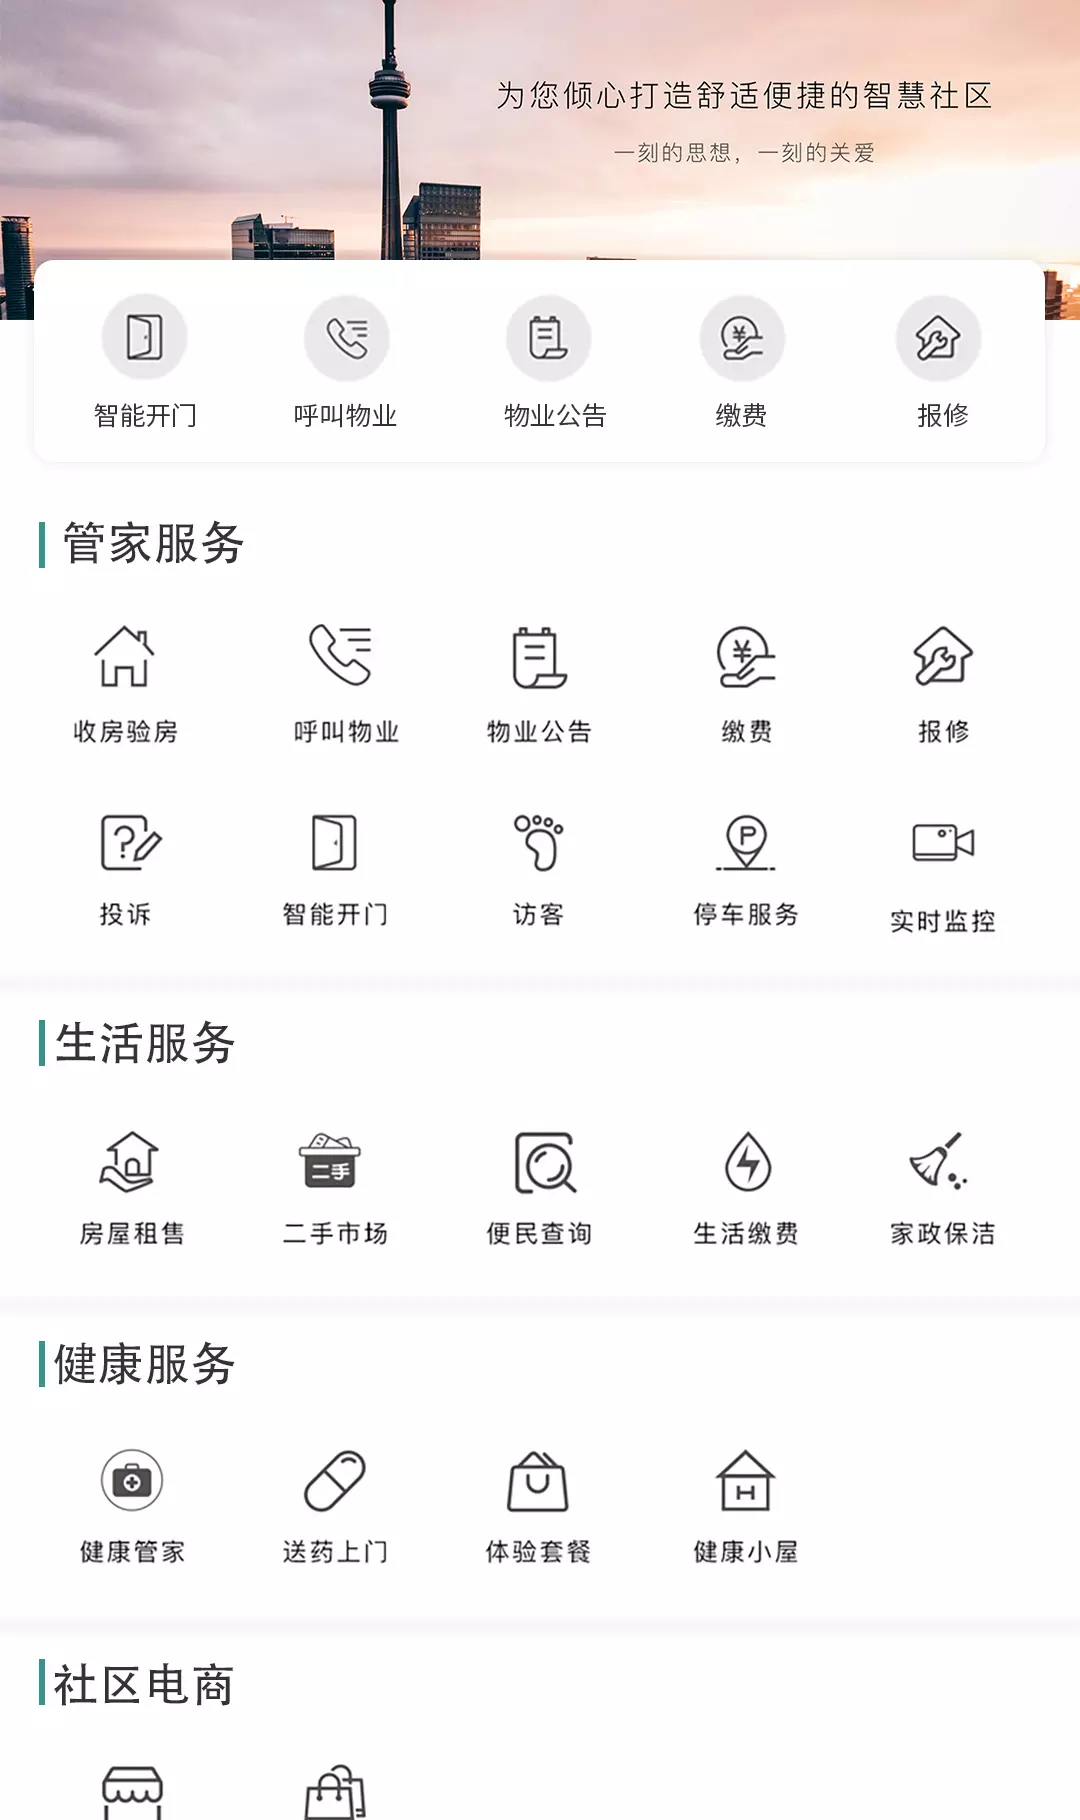 为您倾心打造舒适便捷的智慧社区
一刻的思想，一刻的关爱
智能开门 呼叫物业 物业公告 缴费 报修
管家服务
¥
收房验房 呼叫物业 物业公告 缴费 报修
? P
投诉 智能开门 访客 停车服务 实时监控
生活服务
二手
房屋租售 二手市场 便民查询 生活缴费 家政保洁
健康服务
H
健康管家 送药上门 体验套餐 健康小屋
社区电商